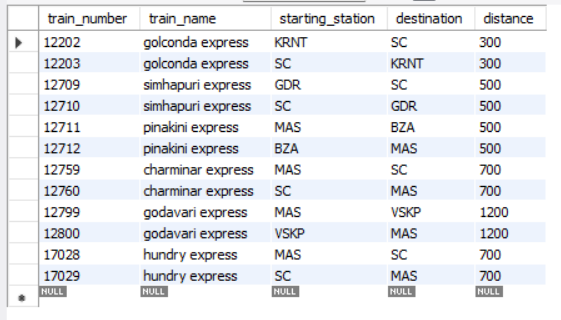 train_number train_name starting_station destination distance
12202 golconda express KRNT SC 300
12203 golconda express SC KRNT 300
12709 simhapuri express GDR SC 500
12710 simhapuri express SC GDR 500
12711 pinakini express MAS BZA 500
12712 pinakini express BZA MAS 500
12759 charminar express MAS SC 700
12760 charminar express SC MAS 700
12799 godavari express MAS VSKP 1200
12800 godavari express VSKP MAS 1200
17028 hundry express MAS SC 700
17029 hundry express SC MAS 700
NULL NULL NULL NULL NULL